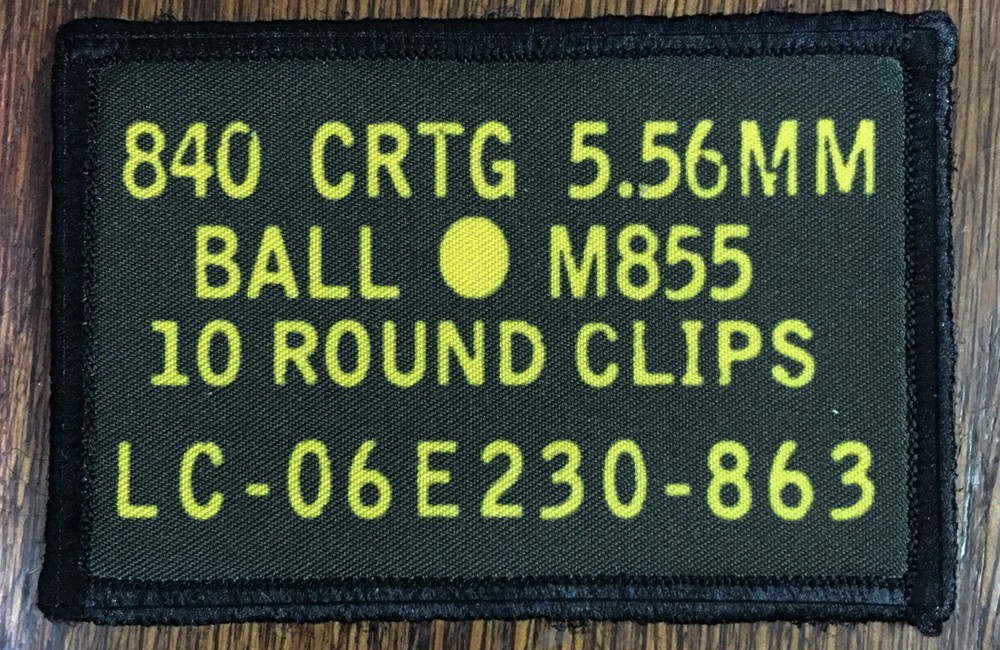 840 CRTG 5.56MM
BALL ● M855
10 ROUND CLIPS
LC-06E230-863